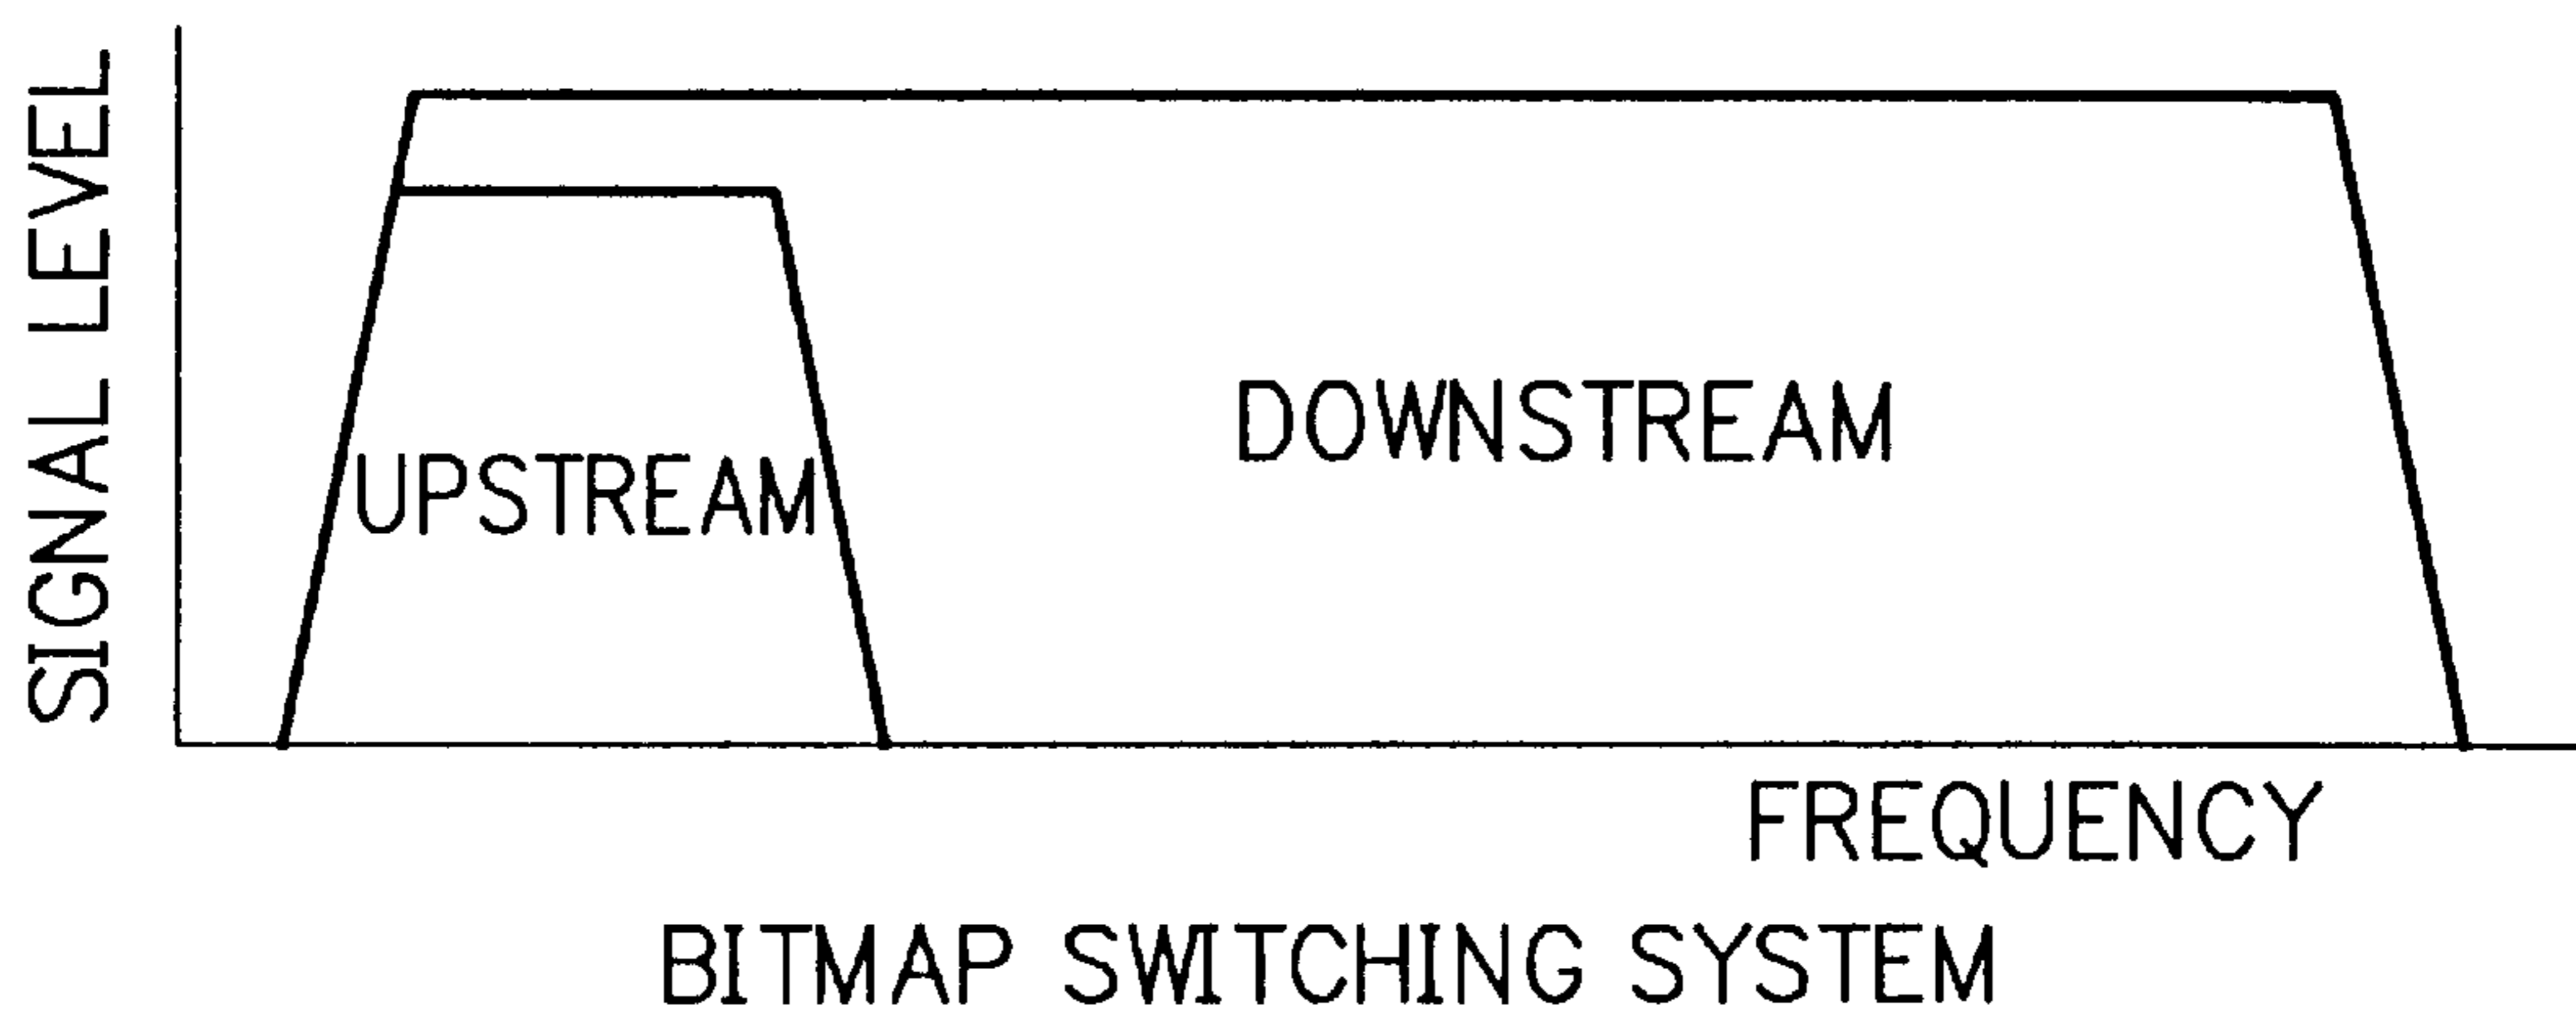 SIGNAL LEVEL
DOWNSTREAM
UPSTREAM
FREQUENCY
BITMAP SWITCHING SYSTEM